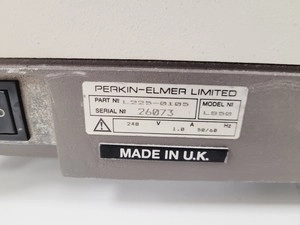 PERKIN-ELMER LIMITED
PART Nº L225-0105 MODEL Nº LS50B
SERIAL Nº 26073
240 V 1.0 A 50/60 Hz
MADE IN U.K.